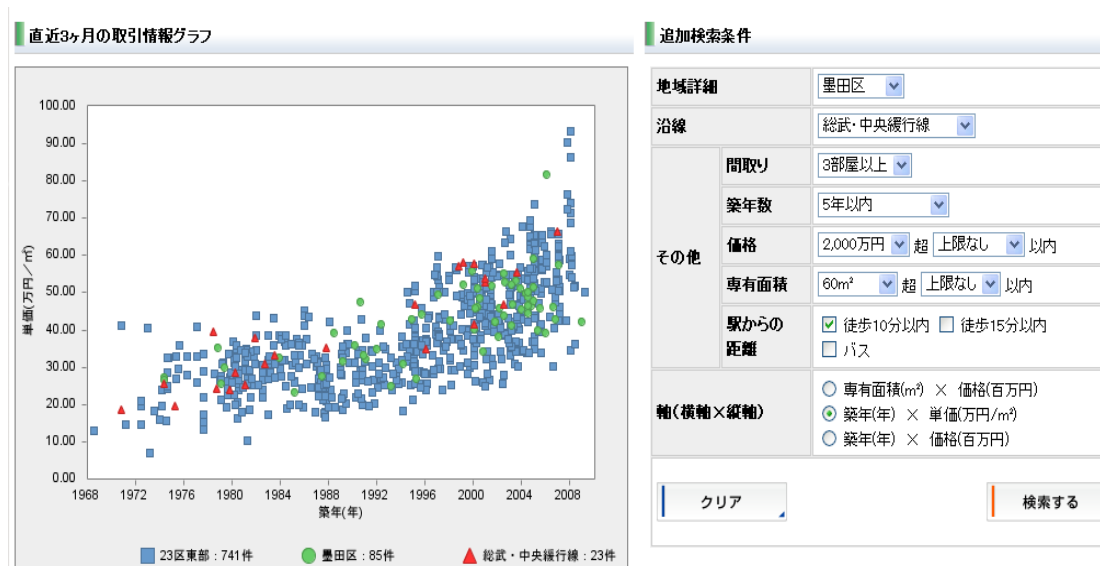 直近3ヶ月の取引情報グラフ
単価(万円/㎡)
100.00
90.00
80.00
70.00
60.00
50.00
40.00
30.00
20.00
10.00
0.00
1968 1972 1976 1980 1984 1988 1992 1996 2000 2004 2008
築年(年)
23区東部：741件 墨田区：85件 総武・中央緩行線：23件
追加検索条件
地域詳細 墨田区
沿線 総武・中央緩行線
その他
間取り 3部屋以上
築年数 5年以内
価格 2,000万円 超 上限なし 以内
専有面積 60m² 超 上限なし 以内
駅からの
距離
徒歩10分以内 徒歩15分以内
バス
軸(横軸×縦軸)
専有面積(㎡) × 価格(百万円)
築年(年) × 単価(万円/㎡)
築年(年) × 価格(百万円)
クリア 検索する